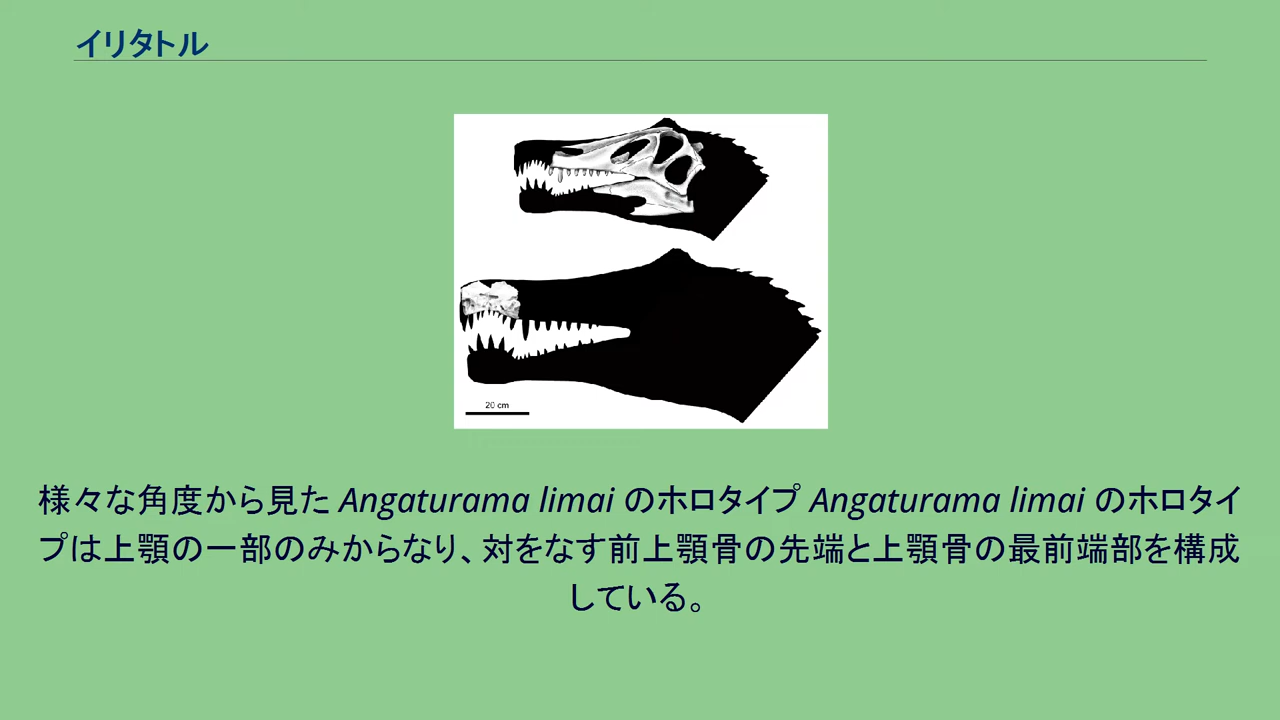 イリタトル
20 cm
様々な角度から見た Angaturama limai のホロタイプ Angaturama limai のホロタイ
プは上顎の一部のみからなり、対をなす前上顎骨の先端と上顎骨の最前端部を構成
している。